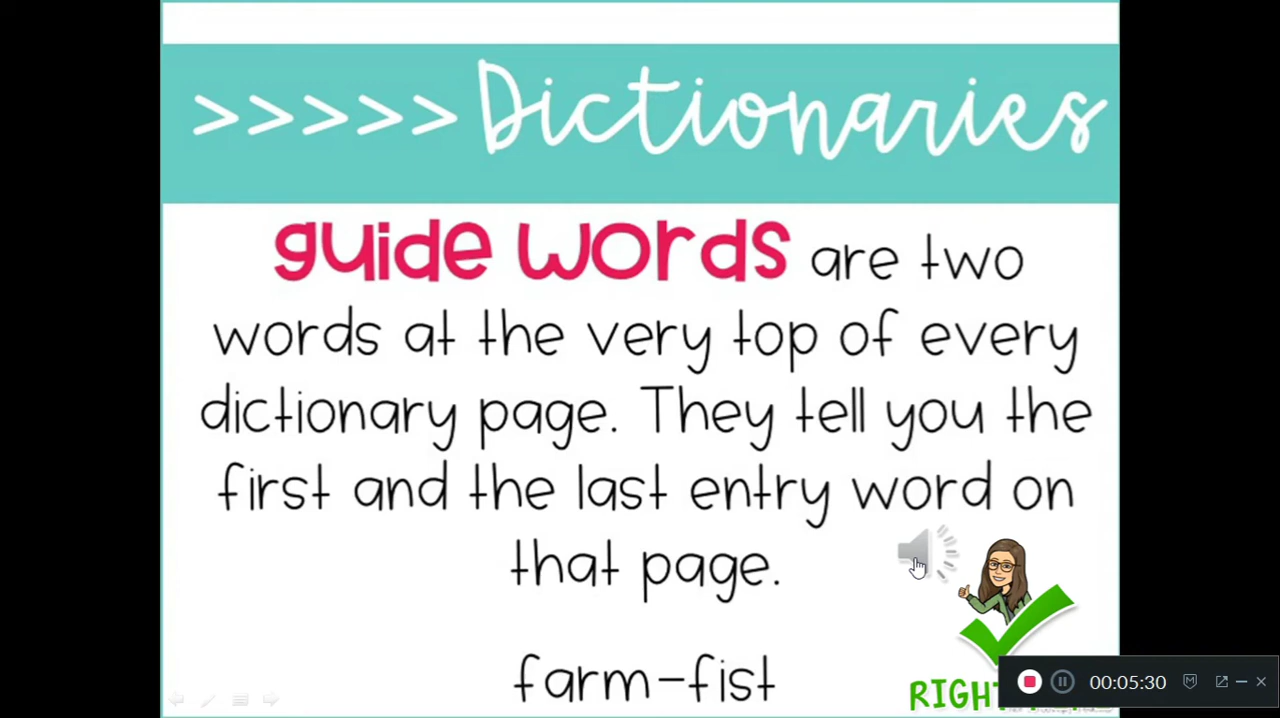 >>>>> Dictionaries
guide words are two
words at the very top of every
dictionary page. They tell you the
first and the last entry word on
that page.
farm-fist
RIGHT
00:05:30